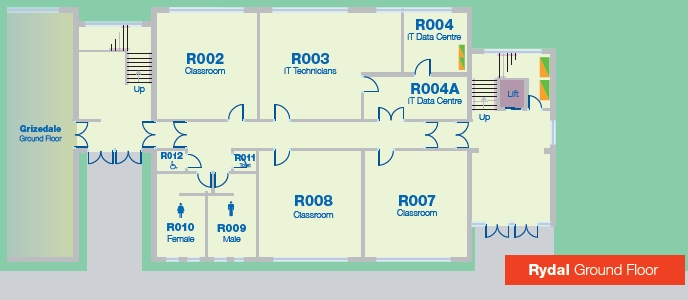 R004
IT Data Centre
R002
Classroom
R003
IT Technicians
R004A
IT Data Centre
Up
Lift
Up
Grizedale
Ground Floor
R012
R011
R008
Classroom
R007
Classroom
R010
Female
R009
Male
Rydal Ground Floor